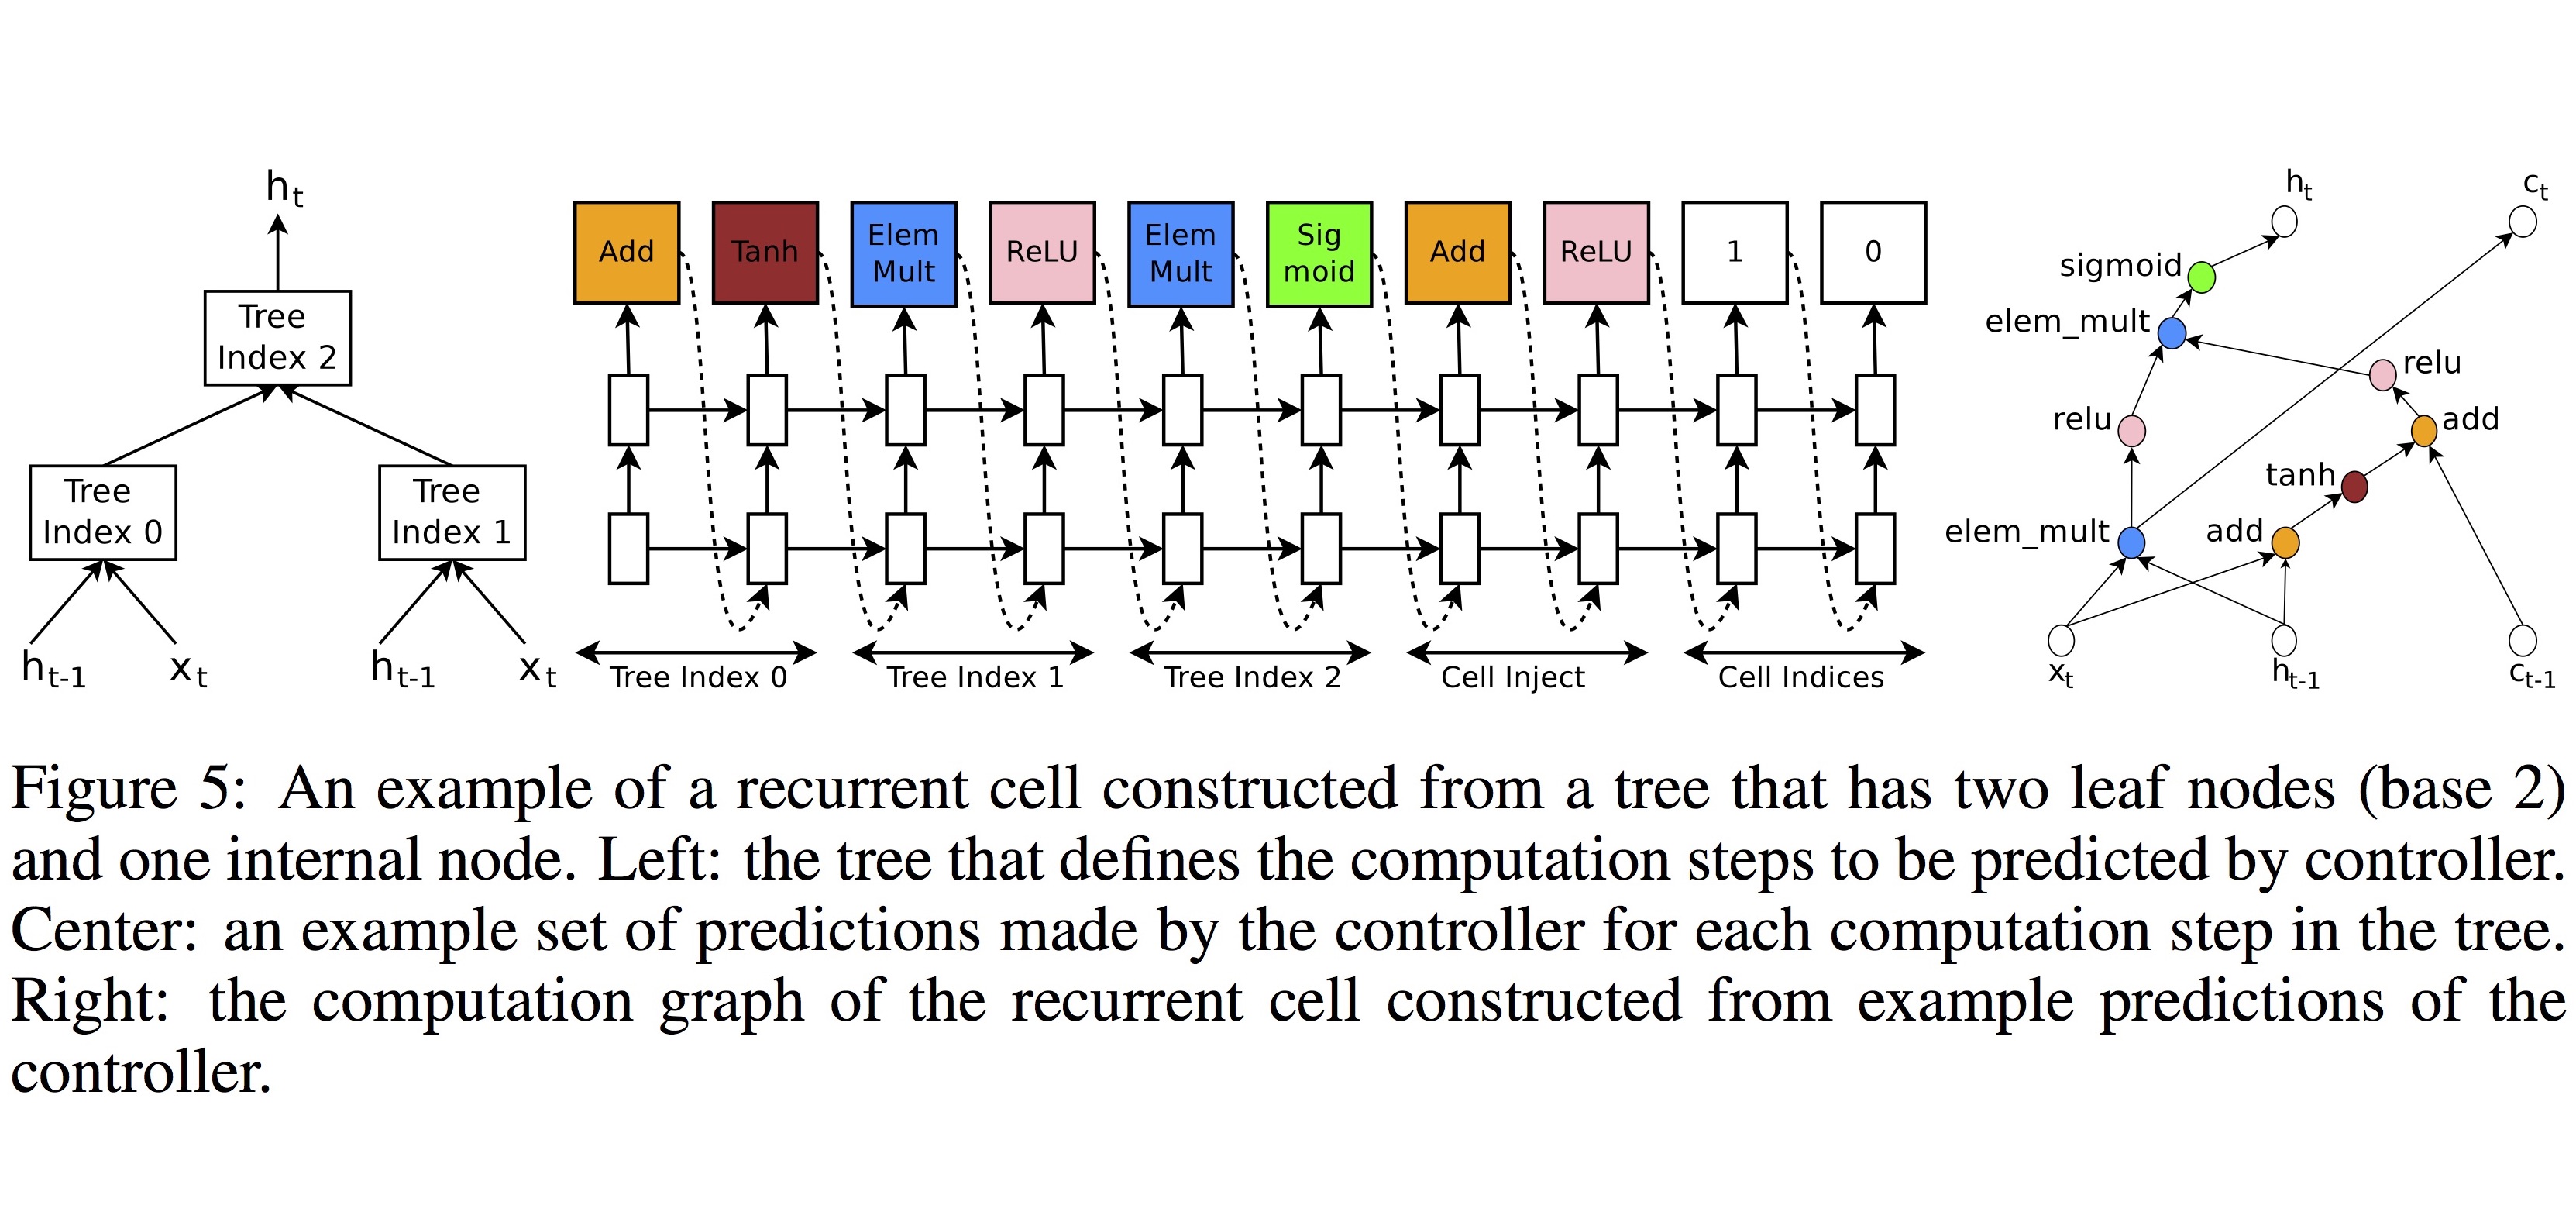 h_t
Tree
Index 2
Tree
Index 0
Tree
Index 1
h_t-1
x_t
h_t-1
x_t
Add
Tanh
Elem
Mult
ReLU
Elem
Mult
Sig
moid
Add
ReLU
1
0
Tree Index 0
Tree Index 1
Tree Index 2
Cell Inject
Cell Indices
h_t
c_t
sigmoid
elem_mult
relu
relu
add
tanh
elem_mult
add
x_t
h_t-1
c_t-1
Figure 5: An example of a recurrent cell constructed from a tree that has two leaf nodes (base 2)
and one internal node. Left: the tree that defines the computation steps to be predicted by controller.
Center: an example set of predictions made by the controller for each computation step in the tree.
Right: the computation graph of the recurrent cell constructed from example predictions of the
controller.